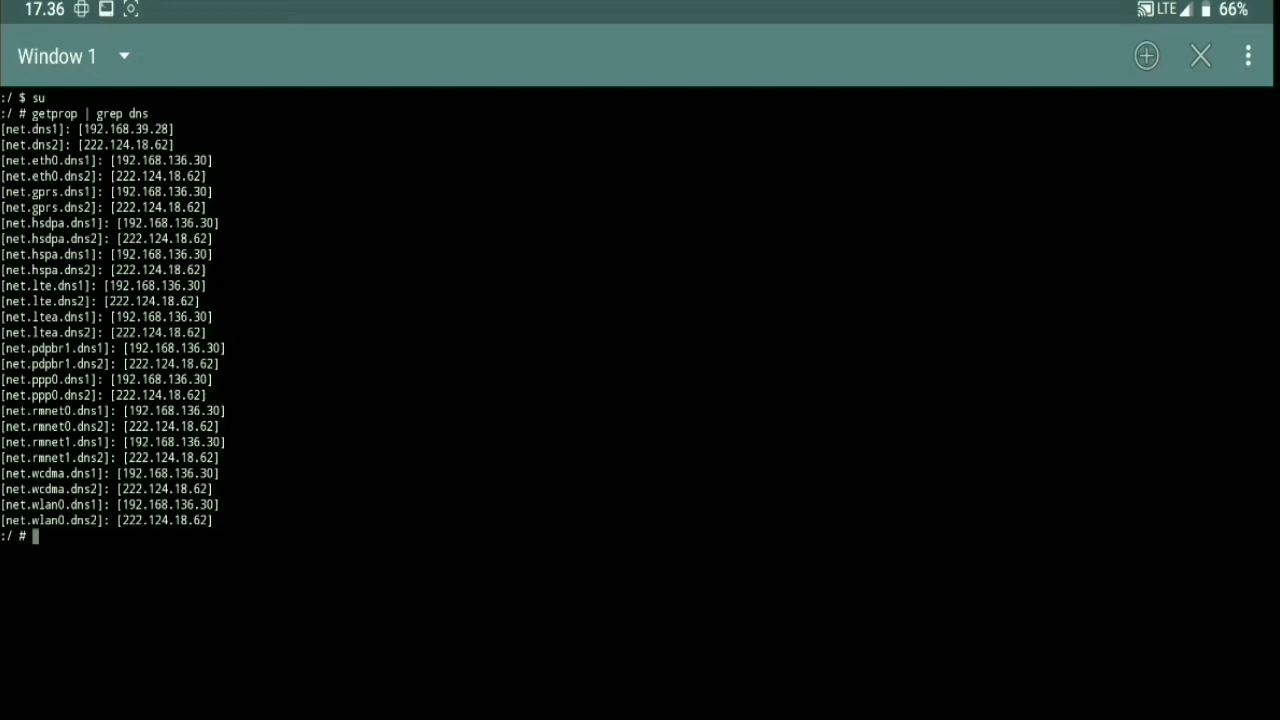 17.36 LTE 66%
Window 1
:/ $ su
:/ # getprop | grep dns
[net.dns1]: [192.168.39.28]
[net.dns2]: [222.124.18.62]
[net.eth0.dns1]: [192.168.136.30]
[net.eth0.dns2]: [222.124.18.62]
[net.gprs.dns1]: [192.168.136.30]
[net.gprs.dns2]: [222.124.18.62]
[net.hsdpa.dns1]: [192.168.136.30]
[net.hsdpa.dns2]: [222.124.18.62]
[net.hspa.dns1]: [192.168.136.30]
[net.hspa.dns2]: [222.124.18.62]
[net.lte.dns1]: [192.168.136.30]
[net.lte.dns2]: [222.124.18.62]
[net.ltea.dns1]: [192.168.136.30]
[net.ltea.dns2]: [222.124.18.62]
[net.pdpbr1.dns1]: [192.168.136.30]
[net.pdpbr1.dns2]: [222.124.18.62]
[net.ppp0.dns1]: [192.168.136.30]
[net.ppp0.dns2]: [222.124.18.62]
[net.rmnet0.dns1]: [192.168.136.30]
[net.rmnet0.dns2]: [222.124.18.62]
[net.rmnet1.dns1]: [192.168.136.30]
[net.rmnet1.dns2]: [222.124.18.62]
[net.wcdma.dns1]: [192.168.136.30]
[net.wcdma.dns2]: [222.124.18.62]
[net.wlan0.dns1]: [192.168.136.30]
[net.wlan0.dns2]: [222.124.18.62]
:/ #